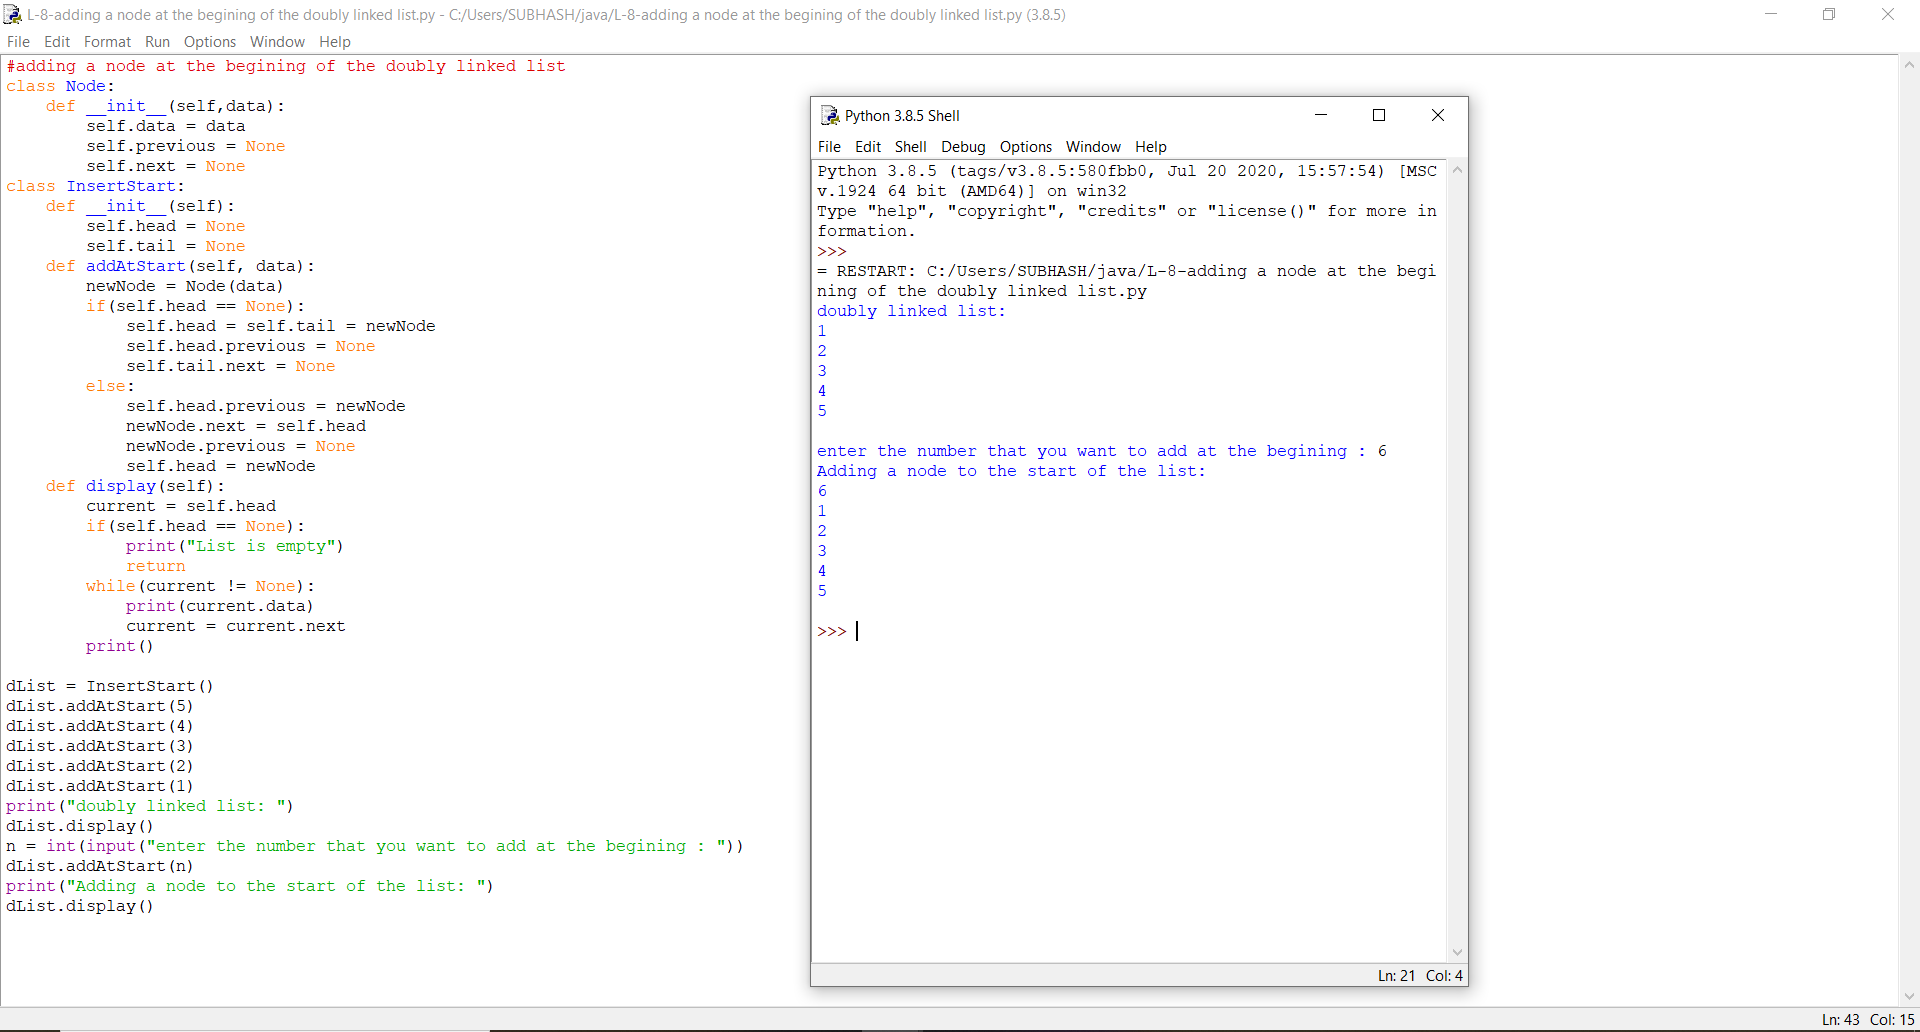 L-8-adding a node at the begining of the doubly linked list.py - C:/Users/SUBHASH/java/L-8-adding a node at the begining of the doubly linked list.py (3.8.5)
File Edit Format Run Options Window Help
#adding a node at the begining of the doubly linked list
class Node:
    def __init__(self,data):
        self.data = data
        self.previous = None
        self.next = None
class InsertStart:
    def __init__(self):
        self.head = None
        self.tail = None
    def addAtStart(self, data):
        newNode = Node(data)
        if(self.head == None):
            self.head = self.tail = newNode
            self.head.previous = None
            self.tail.next = None
        else:
            self.head.previous = newNode
            newNode.next = self.head
            newNode.previous = None
            self.head = newNode
    def display(self):
        current = self.head
        if(self.head == None):
            print("List is empty")
            return
        while(current != None):
            print(current.data)
            current = current.next
        print()
dList = InsertStart()
dList.addAtStart(5)
dList.addAtStart(4)
dList.addAtStart(3)
dList.addAtStart(2)
dList.addAtStart(1)
print("doubly linked list: ")
dList.display()
n = int(input("enter the number that you want to add at the begining : "))
dList.addAtStart(n)
print("Adding a node to the start of the list: ")
dList.display()
Python 3.8.5 Shell
File Edit Shell Debug Options Window Help
Python 3.8.5 (tags/v3.8.5:580fbb0, Jul 20 2020, 15:57:54) [MSC
v.1924 64 bit (AMD64)] on win32
Type "help", "copyright", "credits" or "license()" for more in
formation.
>>>
= RESTART: C:/Users/SUBHASH/java/L-8-adding a node at the begi
ning of the doubly linked list.py
doubly linked list:
1
2
3
4
5
enter the number that you want to add at the begining : 6
Adding a node to the start of the list:
6
1
2
3
4
5
>>>
Ln: 21 Col: 4
Ln: 43 Col: 15